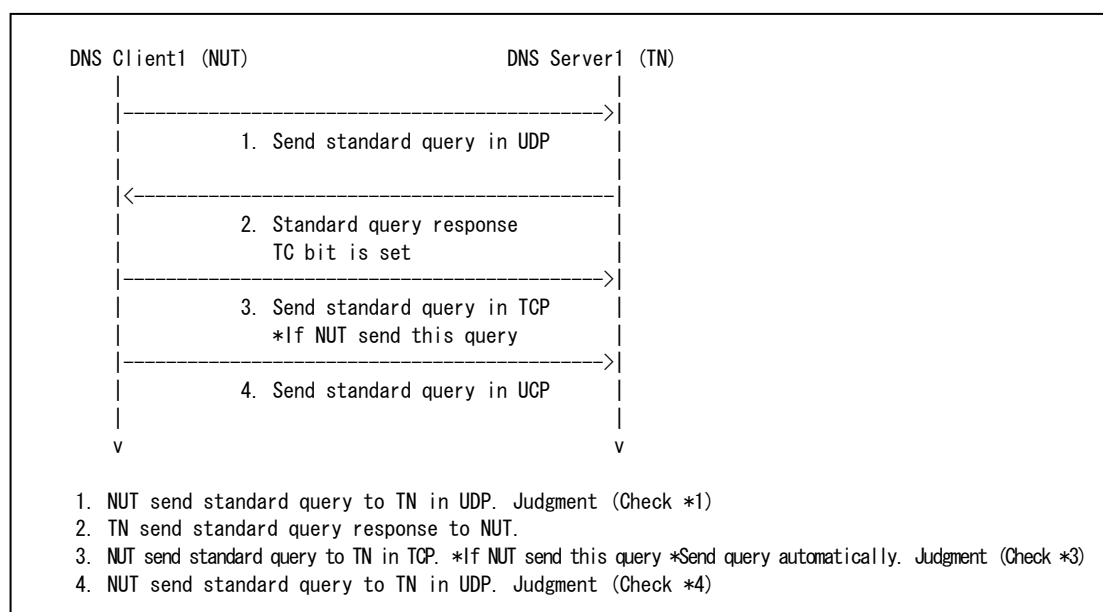 DNS Client1 (NUT) DNS Server1 (TN)
1. Send standard query in UDP
2. Standard query response
TC bit is set
3. Send standard query in TCP
*If NUT send this query
4. Send standard query in UCP
v v
1. NUT send standard query to TN in UDP. Judgment (Check *1)
2. TN send standard query response to NUT.
3. NUT send standard query to TN in TCP. *If NUT send this query *Send query automatically. Judgment (Check *3)
4. NUT send standard query to TN in UDP. Judgment (Check *4)